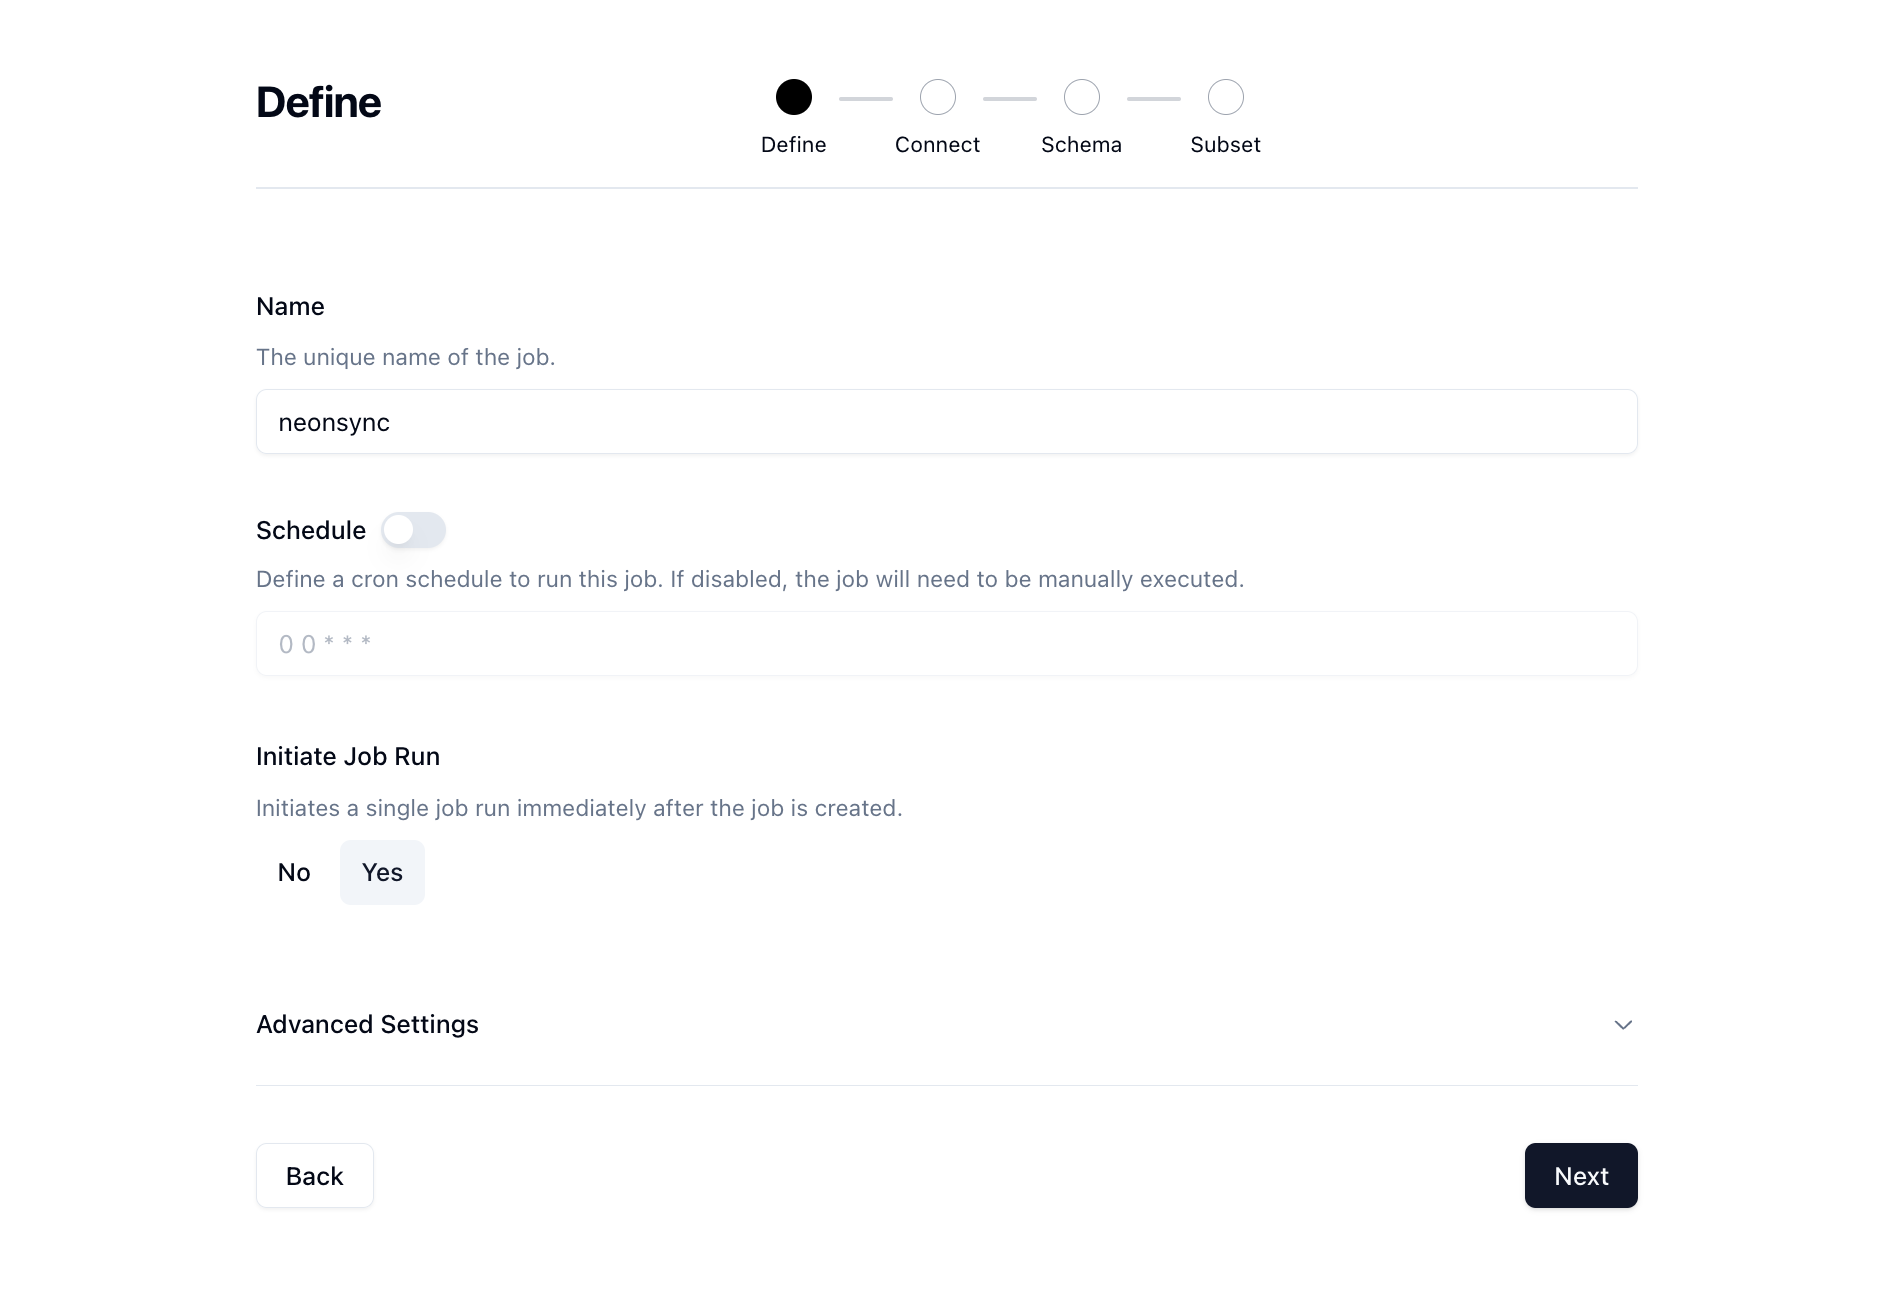 Define
Define
Connect
Schema
Subset
Name
The unique name of the job.
neonsync
Schedule
Define a cron schedule to run this job. If disabled, the job will need to be manually executed.
0 0 * * *
Initiate Job Run
Initiates a single job run immediately after the job is created.
No
Yes
Advanced Settings
Back
Next